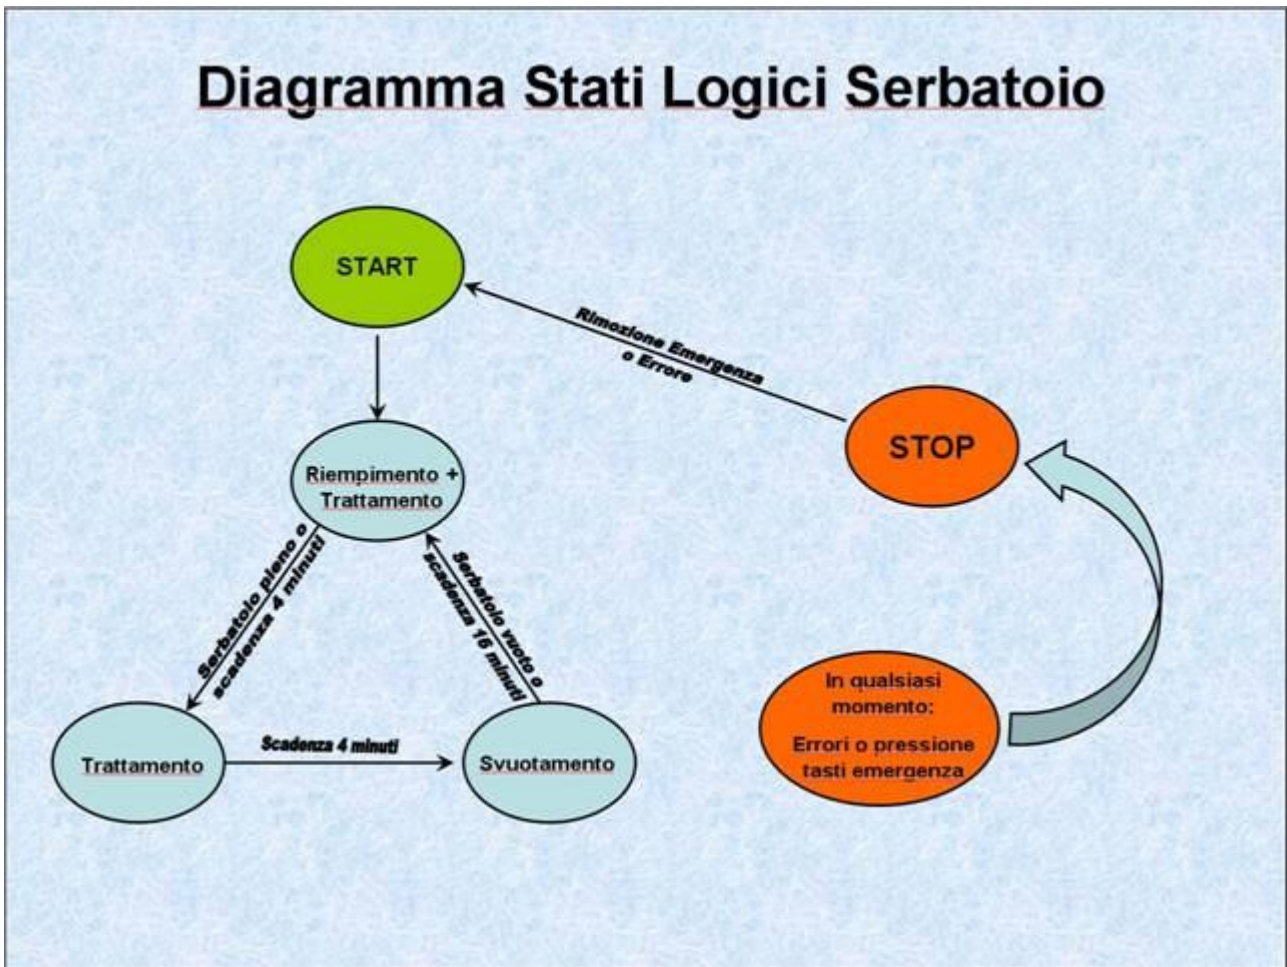 Diagramma Stati Logici Serbatoio
START
Rimozione Emergenza
o Errore
STOP
Riempimento +
Trattamento
Serbatoio pieno o
scadenza 4 minuti
Serbatoio vuoto o
scadenza 16 minuti
Trattamento
Scadenza 4 minuti
Svuotamento
In qualsiasi
momento:
Errori o pressione
tasti emergenza